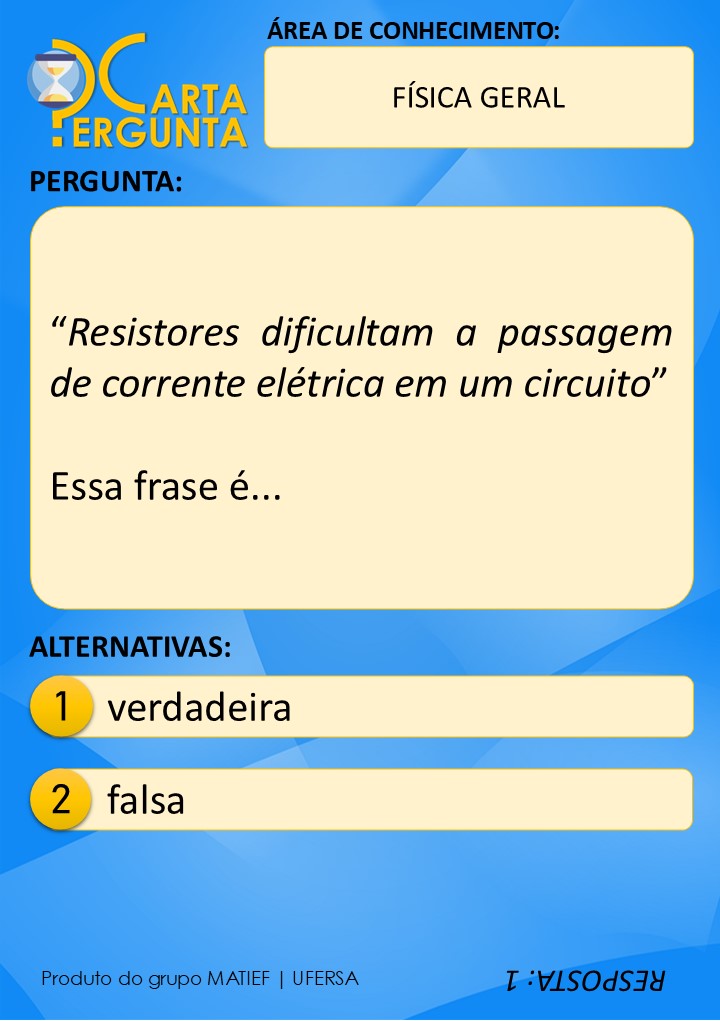 ÁREA DE CONHECIMENTO:
CARTA
PERGUNTA
FÍSICA GERAL
PERGUNTA:
“Resistores dificultam a passagem
de corrente elétrica em um circuito”
Essa frase é...
ALTERNATIVAS:
1 verdadeira
2 falsa
Produto do grupo MATIEF | UFERSA
RESPOSTA: 1